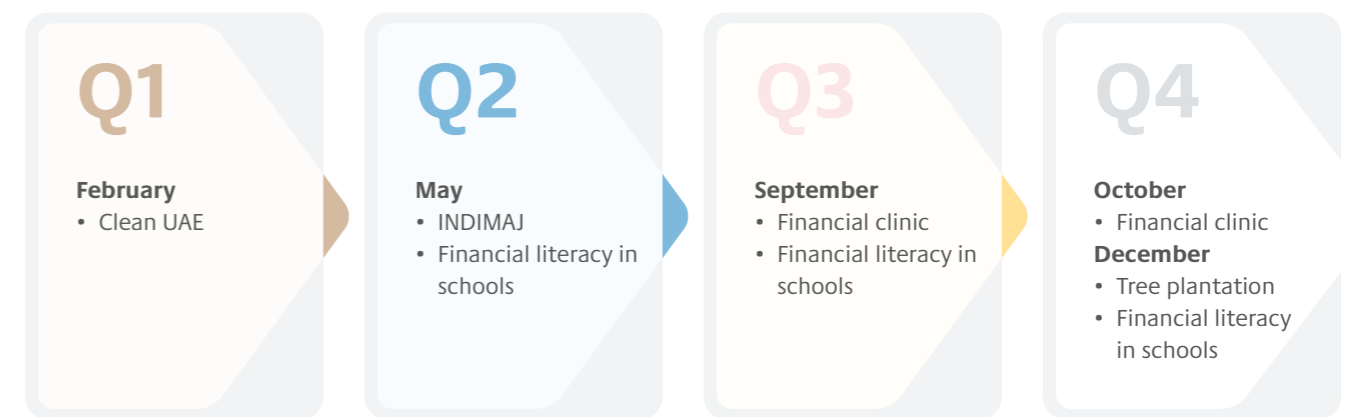 Q1
February
• Clean UAE
Q2
May
• INDIMAJ
• Financial literacy in
schools
Q3
September
• Financial clinic
• Financial literacy in
schools
Q4
October
• Financial clinic
December
• Tree plantation
• Financial literacy
in schools